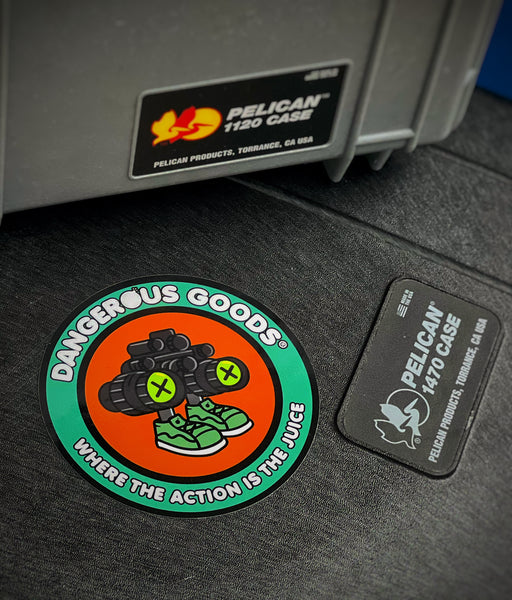 PELICAN™
1120 CASE
PELICAN PRODUCTS, TORRANCE, CA USA
DANGEROUS GOODS®
WHERE THE ACTION IS THE JUICE
PELICAN®
1470 CASE
PELICAN PRODUCTS, TORRANCE, CA USA